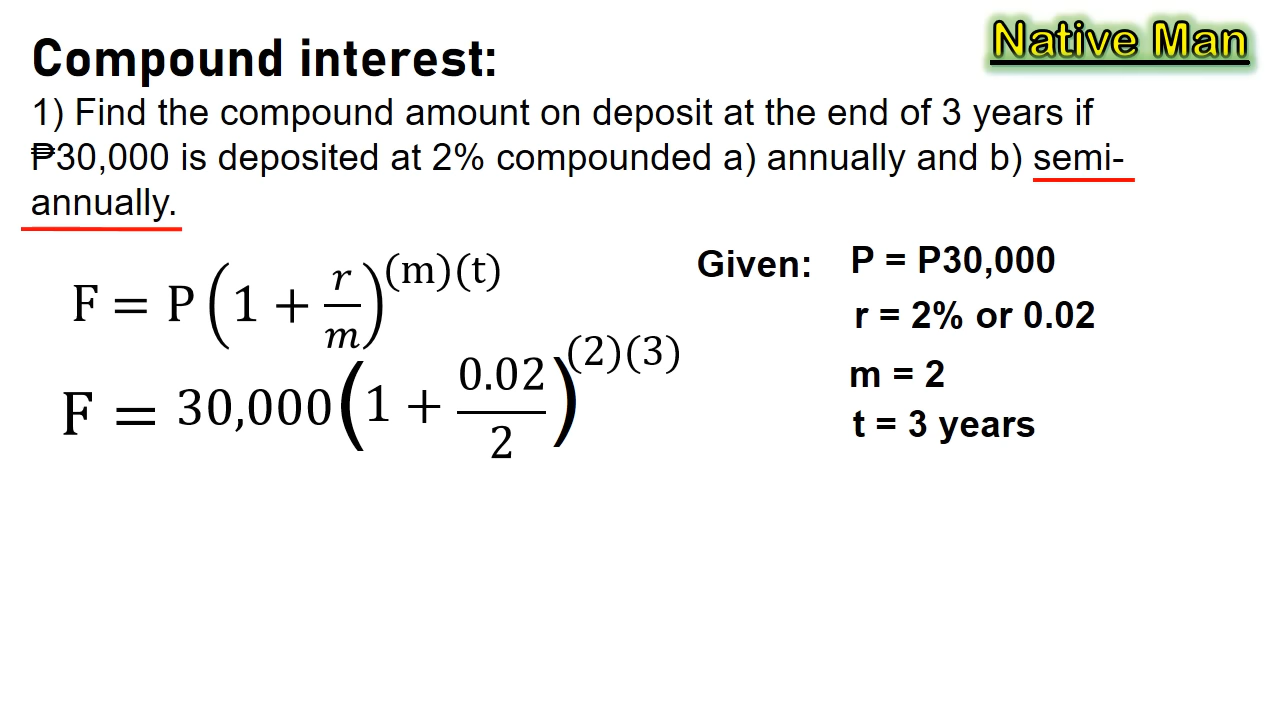 Native Man
Compound interest:
1) Find the compound amount on deposit at the end of 3 years if
₱30,000 is deposited at 2% compounded a) annually and b) semi-
annually.
F = P(1 + r/m)^(m)(t)
F = 30,000(1 + 0.02/2)^(2)(3)
Given: P = P30,000
r = 2% or 0.02
m = 2
t = 3 years